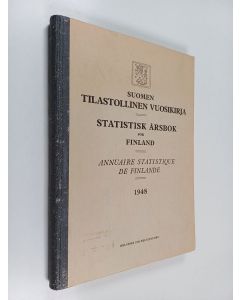 SUOMEN
TILASTOLLINEN VUOSIKIRJA
STATISTISK ÅRSBOK
FÖR
FINLAND
ANNUAIRE STATISTIQUE
DE FINLANDE
1948